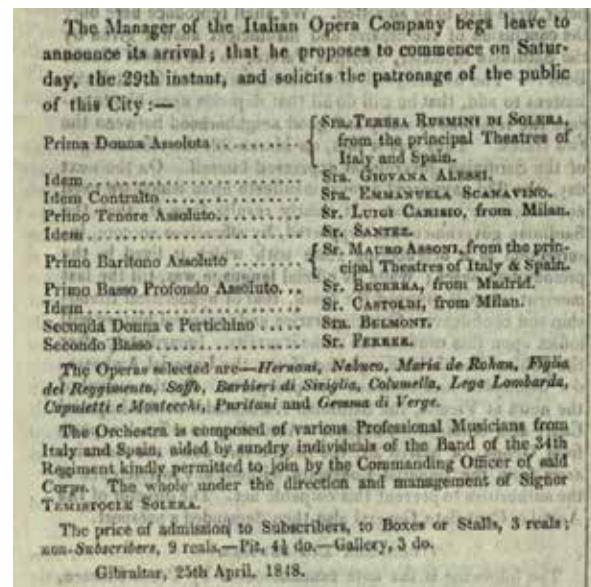 The Manager of the Italian Opera Company begs leave to
announce its arrival; that he proposes to commence on Satur-
day, the 29th instant, and solicits the patronage of the public
of this City:—
Prima Donna Assoluta .......... { Sra. Teresa Rusmini di Solera,
from the principal Theatres of
Italy and Spain.
Idem ......................... Sra. Giovana Alessi.
Idem Contralto ................ Sra. Emmanuela Scanavino.
Primo Tenore Assoluto.......... Sr. Luigi Carisio, from Milan.
Idem ......................... Sr. Santez.
Primo Baritono Assoluto ........ { Sr. Mauro Assoni, from the prin-
cipal Theatres of Italy & Spain.
Primo Basso Profondo Assoluto... Sr. Becerra, from Madrid.
Idem ......................... Sr. Castoldi, from Milan.
Seconda Donna e Pertichino ..... Sra. Belmont.
Secondo Basso ................. Sr. Ferrer.
The Operas selected are—Hernani, Nabuco, Maria de Rohan, Figlia
del Reggimento, Saffo, Barbieri di Siviglia, Columella, Lega Lombarda,
Capuletti e Montecchi, Puritani and Gemma di Verge.
The Orchestra is composed of various Professional Musicians from
Italy and Spain, aided by sundry individuals of the Band of the 34th
Regiment kindly permitted to join by the Commanding Officer of said
Corps. The whole under the direction and management of Signor
Temistocle Solera.
The price of admission to Subscribers, to Boxes or Stalls, 3 reals;
non-Subscribers, 9 reals.—Pit, 4½ do.—Gallery, 3 do.
Gibraltar, 25th April, 1848.